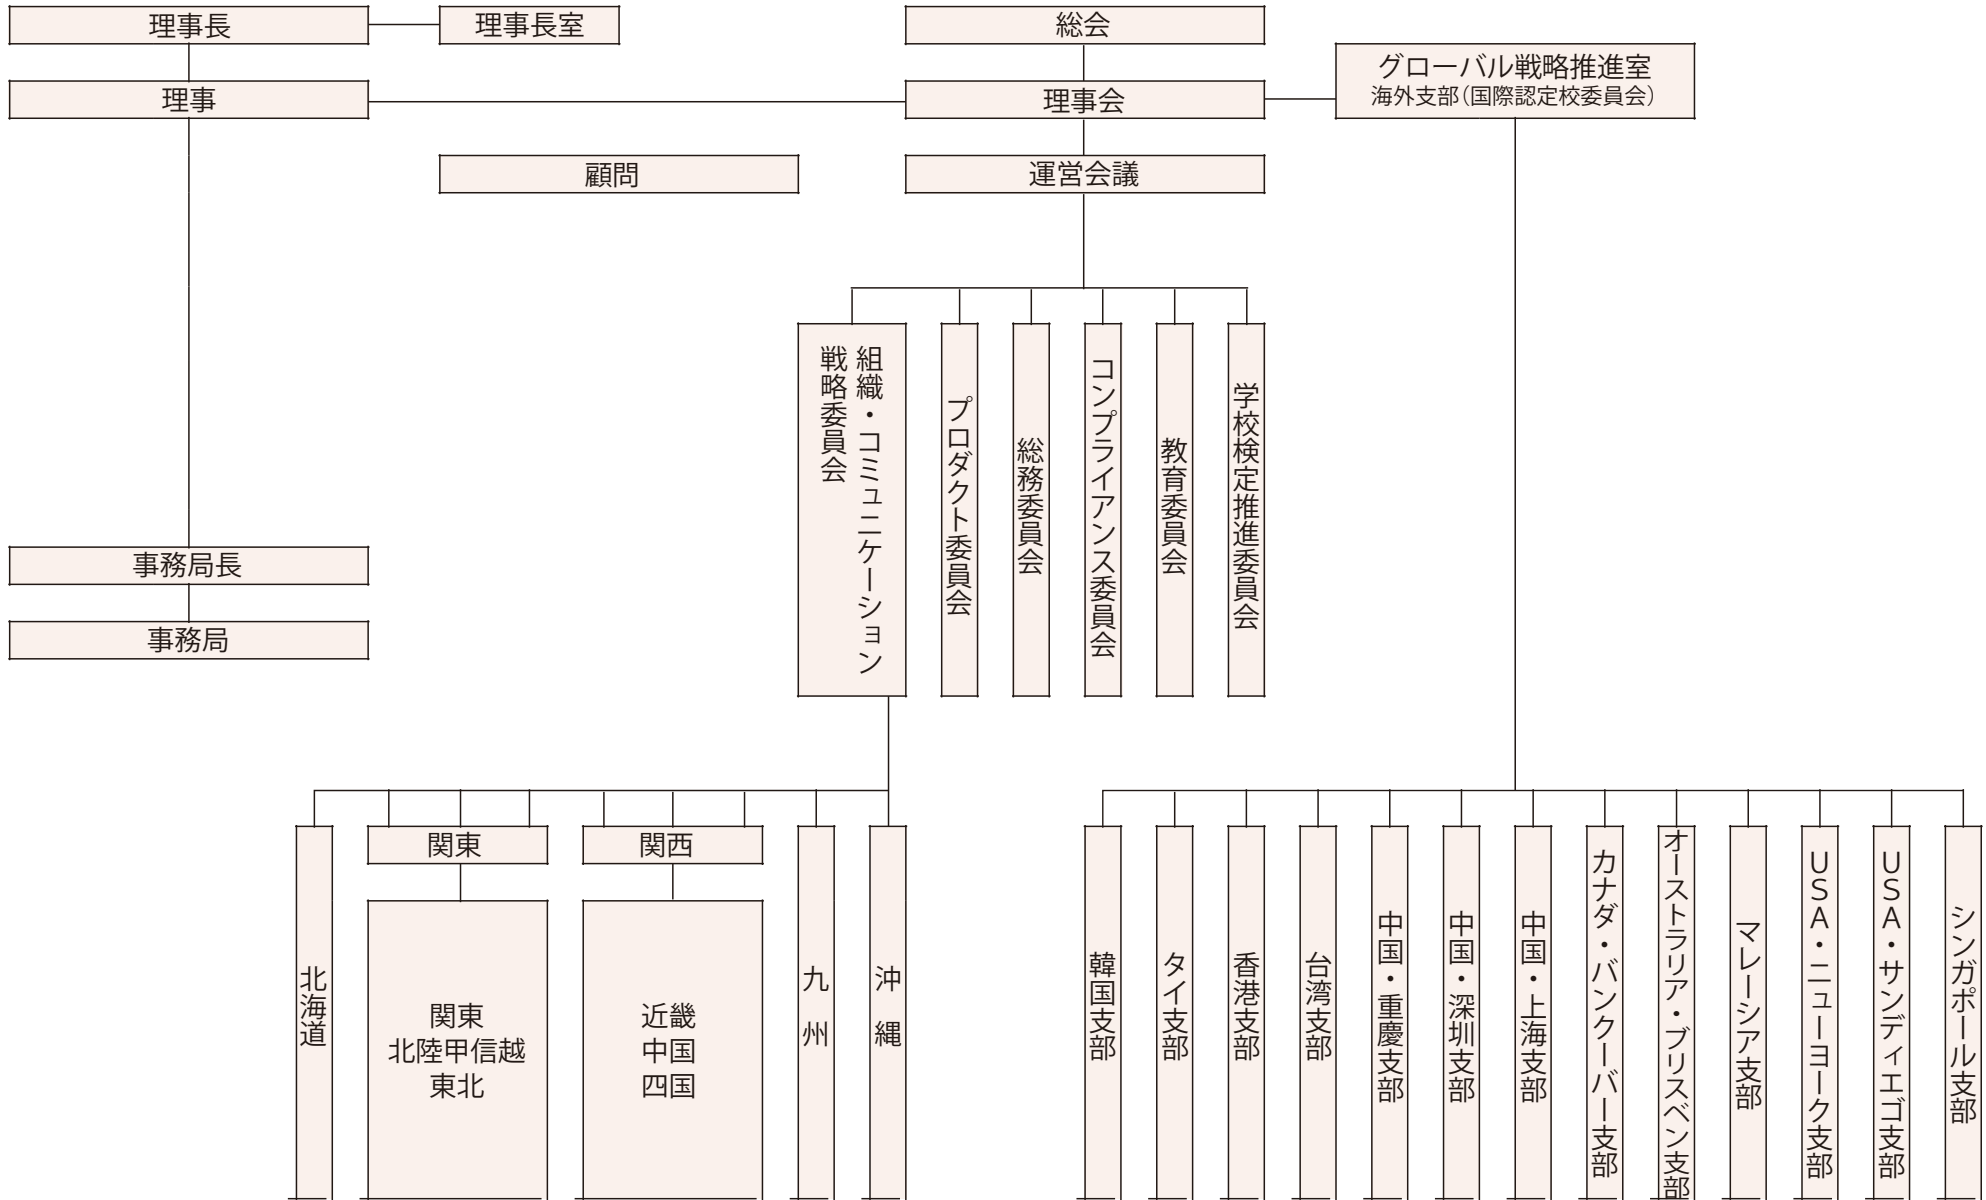 理事長
理事長室
総会
グローバル戦略推進室
海外支部（国際認定校委員会）
理事
理事会
顧問
運営会議
組織・コミュニケーション
戦略委員会
プロダクト委員会
総務委員会
コンプライアンス委員会
教育委員会
学校検定推進委員会
事務局長
事務局
北海道
関東
関東
北陸甲信越
東北
関西
近畿
中国
四国
九州
沖縄
韓国支部
タイ支部
香港支部
台湾支部
中国・重慶支部
中国・深圳支部
中国・上海支部
カナダ・バンクーバー支部
オーストラリア・ブリスベン支部
マレーシア支部
USA・ニューヨーク支部
USA・サンディエゴ支部
シンガポール支部